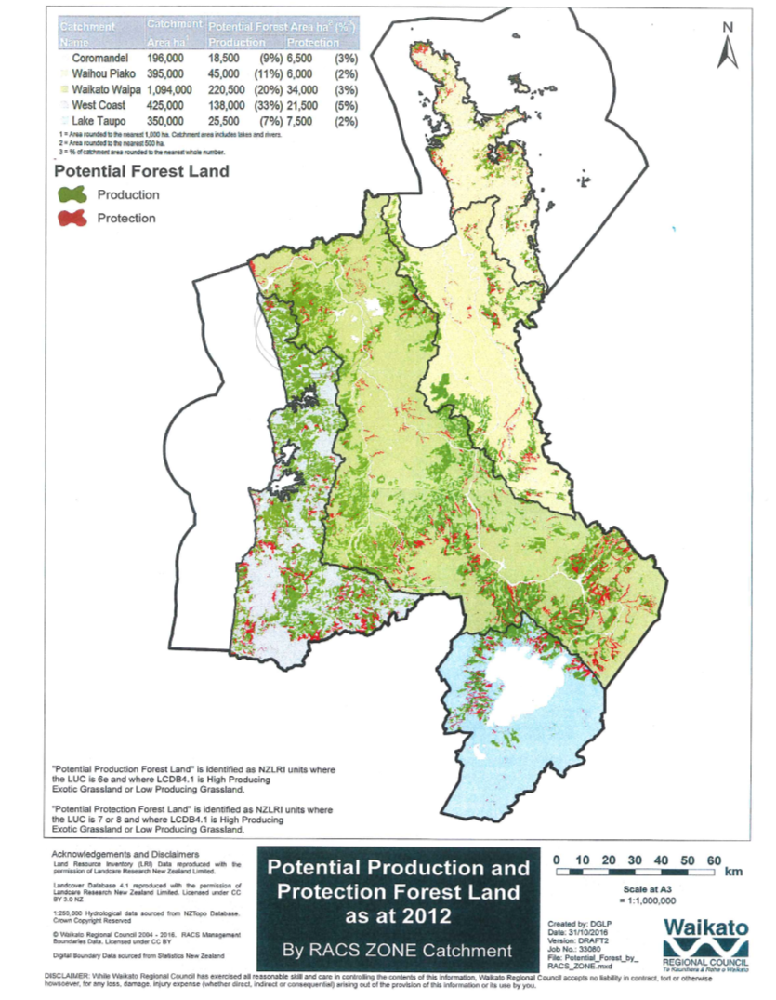 Catchment Catchment Potential Forest Area ha² (%³)
Name Area ha¹ Production Protection
Coromandel 196,000 18,500 (9%) 6,500 (3%)
Waihou Piako 395,000 45,000 (11%) 6,000 (2%)
Waikato Waipa 1,094,000 220,500 (20%) 34,000 (3%)
West Coast 425,000 138,000 (33%) 21,500 (5%)
Lake Taupo 350,000 25,500 (7%) 7,500 (2%)
1 = Area rounded to the nearest 1,000 ha. Catchment area includes lakes and rivers.
2 = Area rounded to the nearest 500 ha.
3 = % of catchment area rounded to the nearest whole number.
Potential Forest Land
Production
Protection
N
"Potential Production Forest Land" is identified as NZLRI units where
the LUC is 6e and where LCDB4.1 is High Producing
Exotic Grassland or Low Producing Grassland.
"Potential Protection Forest Land" is identified as NZLRI units where
the LUC is 7 or 8 and where LCDB4.1 is High Producing
Exotic Grassland or Low Producing Grassland.
Acknowledgements and Disclaimers
Land Resource Inventory (LRI) Data reproduced with the
permission of Landcare Research New Zealand Limited.
Landcover Database 4.1 reproduced with the permission of
Landcare Research New Zealand Limited. Licensed under CC
BY 3.0 NZ
1:250,000 Hydrological data sourced from NZTopo Database.
Crown Copyright Reserved
© Waikato Regional Council 2004 - 2016. RACS Management
Boundaries Data. Licensed under CC BY
Digital Boundary Data sourced from Statistics New Zealand
Potential Production and
Protection Forest Land
as at 2012
By RACS ZONE Catchment
0 10 20 30 40 50 60
km
Scale at A3
= 1:1,000,000
Created by: DGLP
Date: 31/10/2016
Version: DRAFT2
Job No.: 33080
File: Potential_Forest_by_
RACS_ZONE.mxd
Waikato
REGIONAL COUNCIL
Te Kaunihera ā Rohe o Waikato
DISCLAIMER: While Waikato Regional Council has exercised all reasonable skill and care in controlling the contents of this information, Waikato Regional Council accepts no liability in contract, tort or otherwise
howsoever, for any loss, damage, injury expense (whether direct, indirect or consequential) arising out of the provision of this information or its use by you.